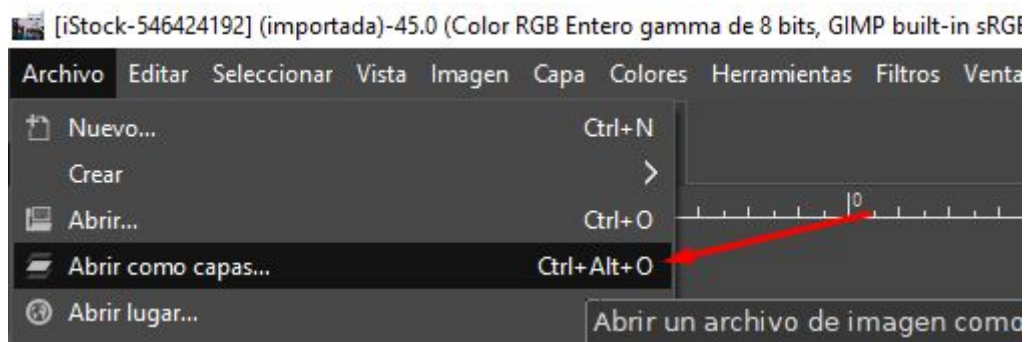 [iStock-546424192] (importada)-45.0 (Color RGB Entero gamma de 8 bits, GIMP built-in sRGB
Archivo Editar Seleccionar Vista Imagen Capa Colores Herramientas Filtros Venta
Nuevo... Ctrl+N
Crear
Abrir... Ctrl+O
0
Abrir como capas... Ctrl+Alt+O
Abrir lugar...
Abrir un archivo de imagen como